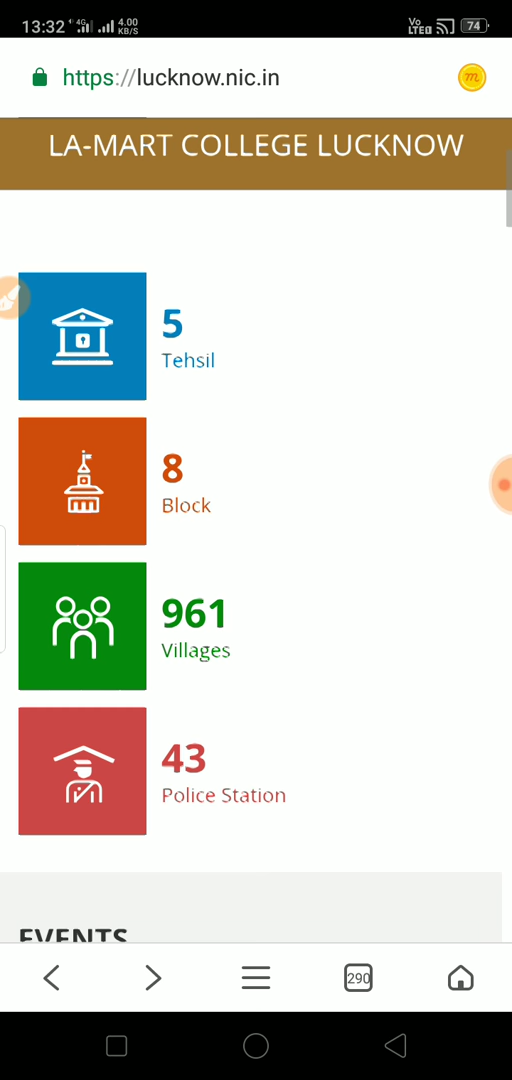 13:32 4G 4.00 KB/S Vo LTE 74
https://lucknow.nic.in m
LA-MART COLLEGE LUCKNOW
5
Tehsil
8
Block
961
Villages
43
Police Station
EVENTS
290